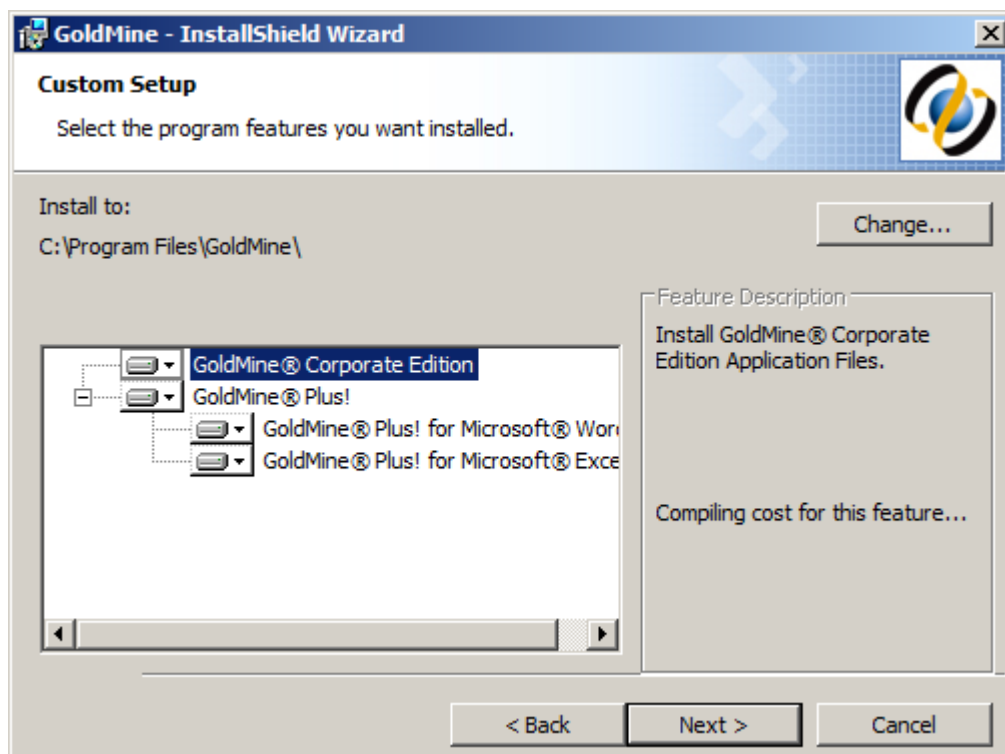 GoldMine - InstallShield Wizard
Custom Setup
Select the program features you want installed.
Install to:
Change...
C:\Program Files\GoldMine\
Feature Description
Install GoldMine® Corporate
Edition Application Files.
GoldMine® Corporate Edition
GoldMine® Plus!
GoldMine® Plus! for Microsoft® Wor
GoldMine® Plus! for Microsoft® Exce
Compiling cost for this feature...
< Back
Next >
Cancel